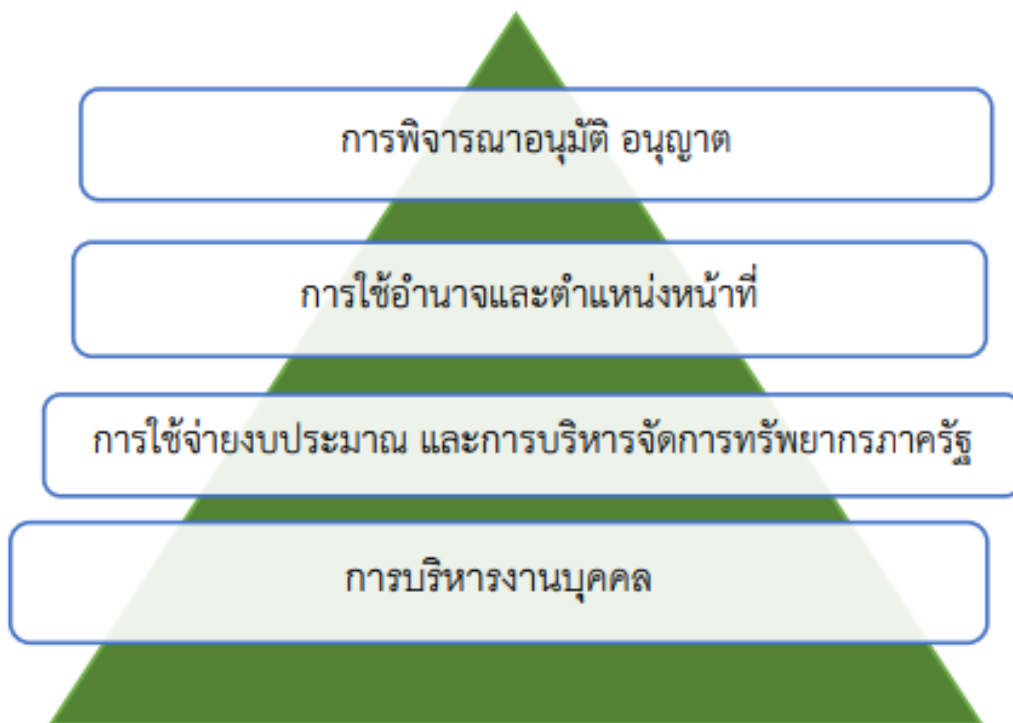 การพิจารณาอนุมัติ อนุญาต
การใช้อำนาจและตำแหน่งหน้าที่
การใช้จ่ายงบประมาณ และการบริหารจัดการทรัพยากรภาครัฐ
การบริหารงานบุคคล